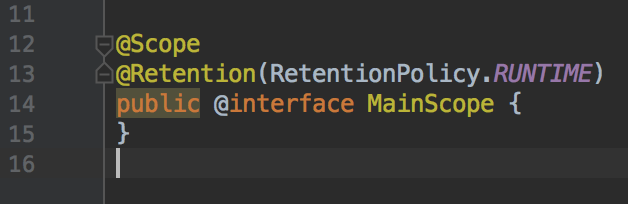 11
12 @Scope
13 @Retention(RetentionPolicy.RUNTIME)
14 public @interface MainScope {
15 }
16